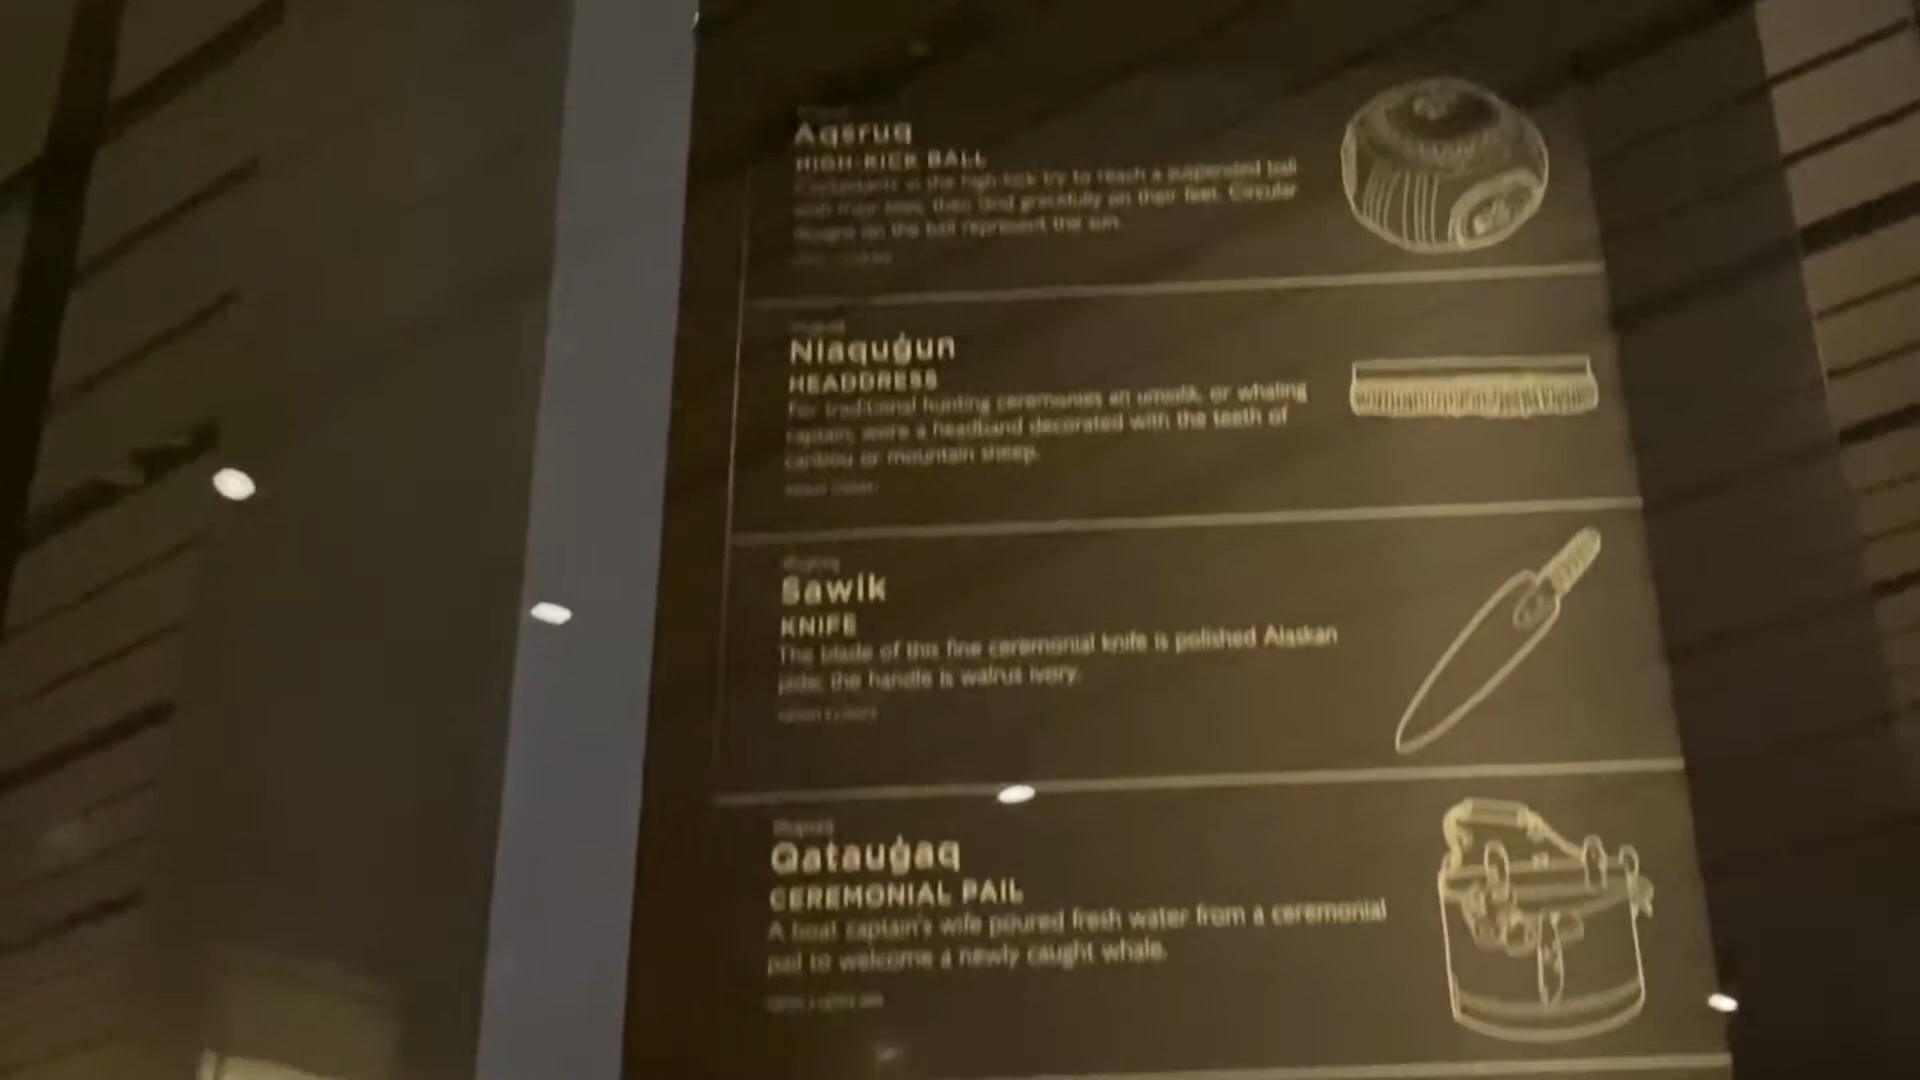 Aqsruq
HIGH-KICK BALL
Contestants in the high-kick try to reach a suspended ball
with their toes, then land gracefully on their feet. Circular
designs on the ball represent the sun.
Niaquġun
HEADDRESS
For traditional hunting ceremonies an umialik, or whaling
captain, wore a headband decorated with the teeth of
caribou or mountain sheep.
Sawik
KNIFE
The blade of this fine ceremonial knife is polished Alaskan
jade; the handle is walrus ivory.
Qatauġaq
CEREMONIAL PAIL
A boat captain's wife poured fresh water from a ceremonial
pail to welcome a newly caught whale.